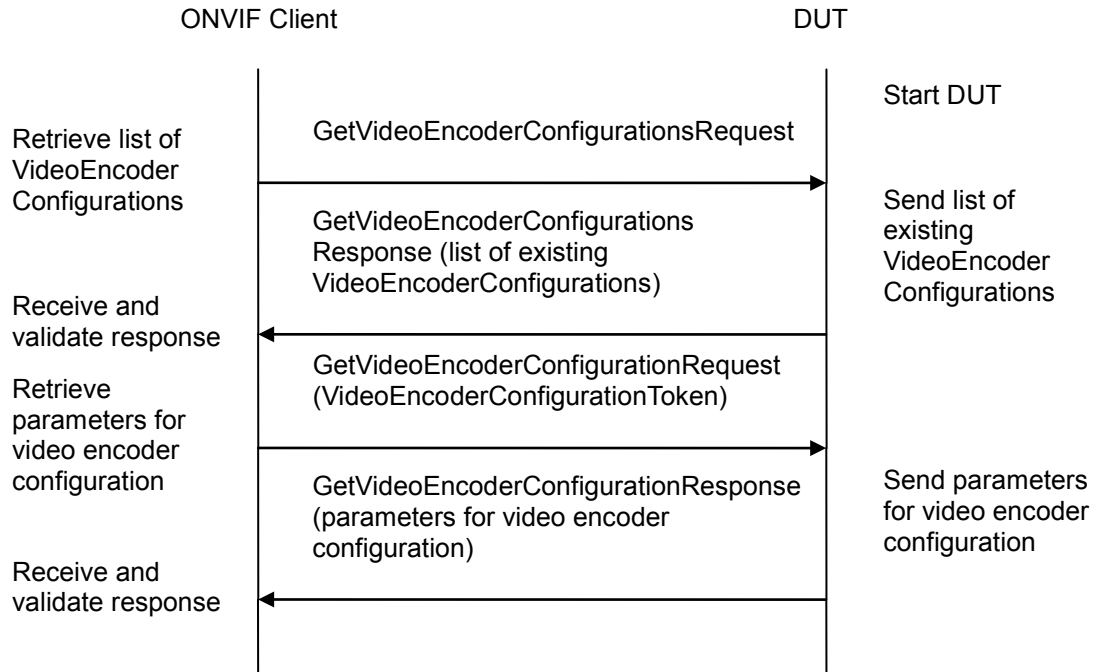 ONVIF Client
DUT
Start DUT
Retrieve list of
VideoEncoder
Configurations
GetVideoEncoderConfigurationsRequest
Send list of
existing
VideoEncoder
Configurations
GetVideoEncoderConfigurations
Response (list of existing
VideoEncoderConfigurations)
Receive and
validate response
GetVideoEncoderConfigurationRequest
(VideoEncoderConfigurationToken)
Retrieve
parameters for
video encoder
configuration
GetVideoEncoderConfigurationResponse
(parameters for video encoder
configuration)
Send parameters
for video encoder
configuration
Receive and
validate response